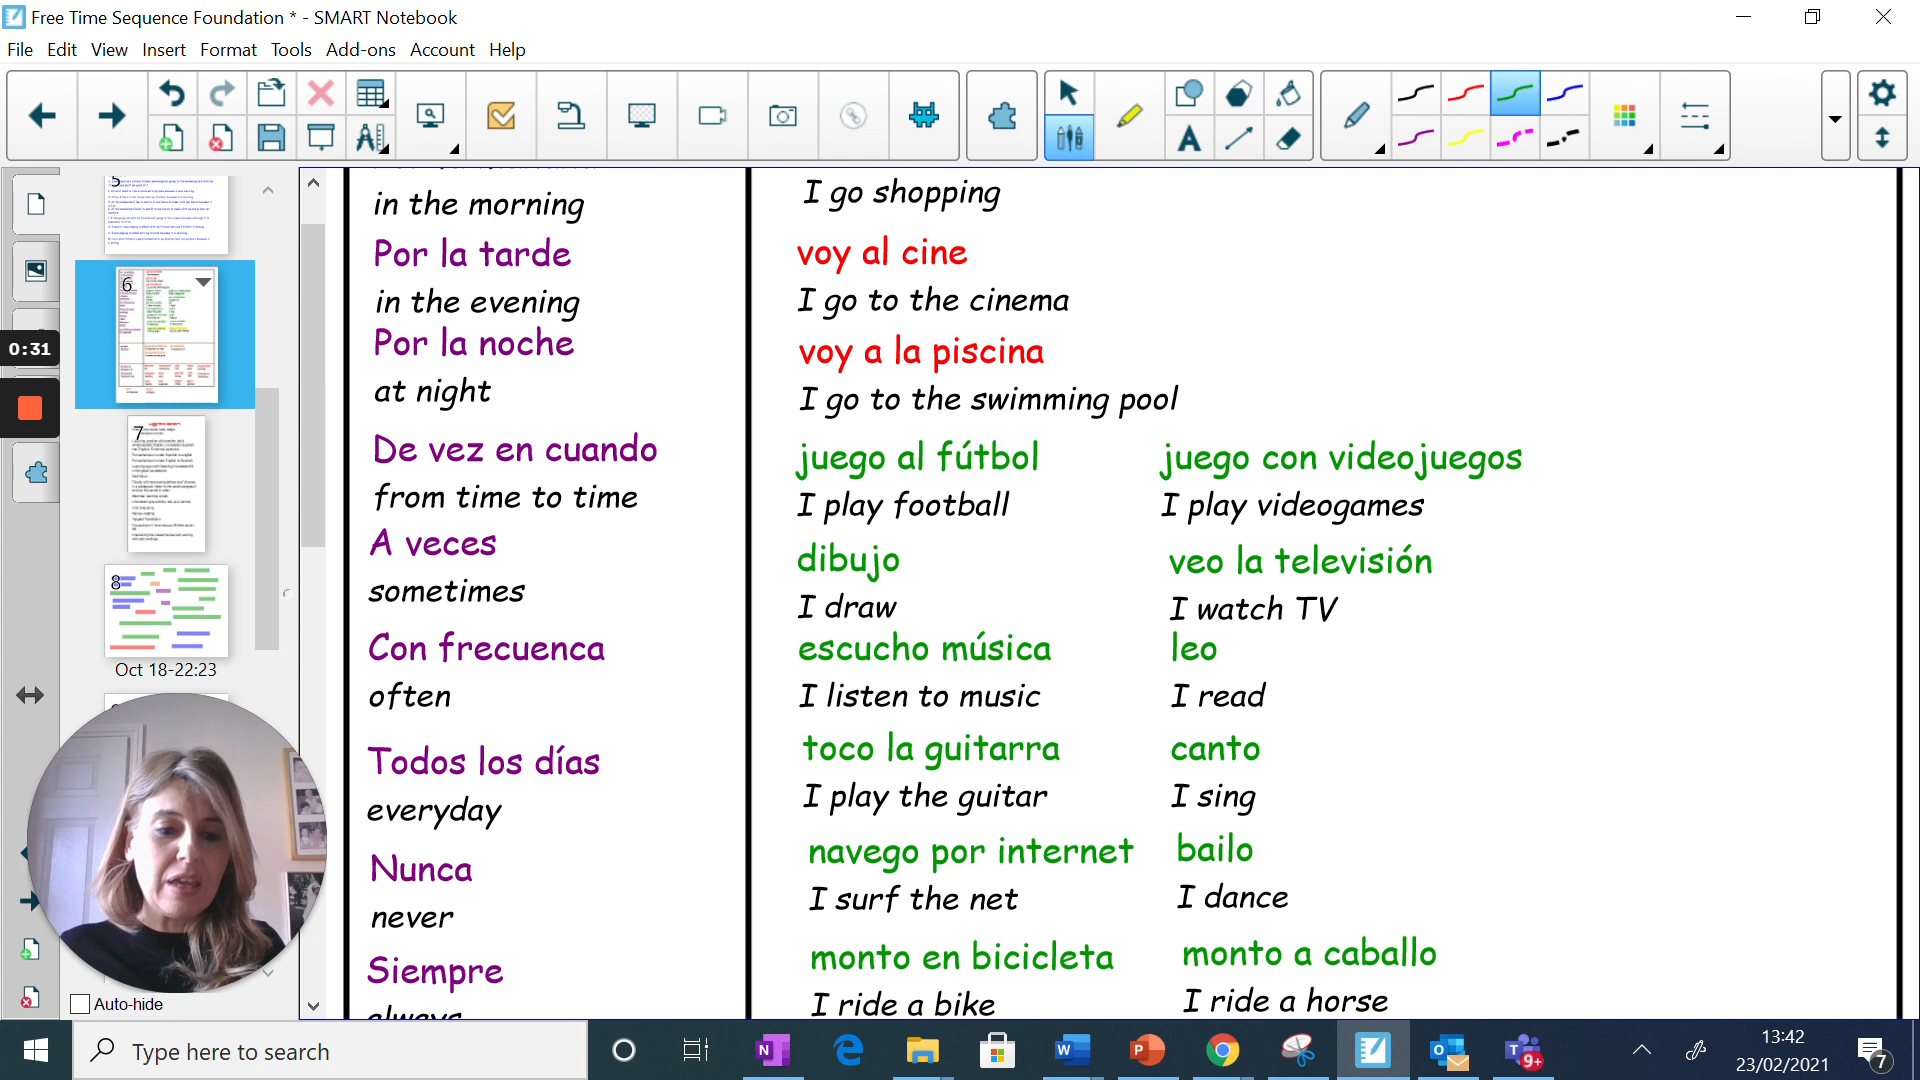 Free Time Sequence Foundation * - SMART Notebook
File Edit View Insert Format Tools Add-ons Account Help
5
6
7
8
Oct 18-22:23
0:31
Auto-hide
in the morning
Por la tarde
in the evening
Por la noche
at night
De vez en cuando
from time to time
A veces
sometimes
Con frecuenca
often
Todos los días
everyday
Nunca
never
Siempre
always
I go shopping
voy al cine
I go to the cinema
voy a la piscina
I go to the swimming pool
juego al fútbol juego con videojuegos
I play football I play videogames
dibujo veo la televisión
I draw I watch TV
escucho música leo
I listen to music I read
toco la guitarra canto
I play the guitar I sing
navego por internet bailo
I surf the net I dance
monto en bicicleta monto a caballo
I ride a bike I ride a horse
Type here to search
9+
13:42
23/02/2021
7